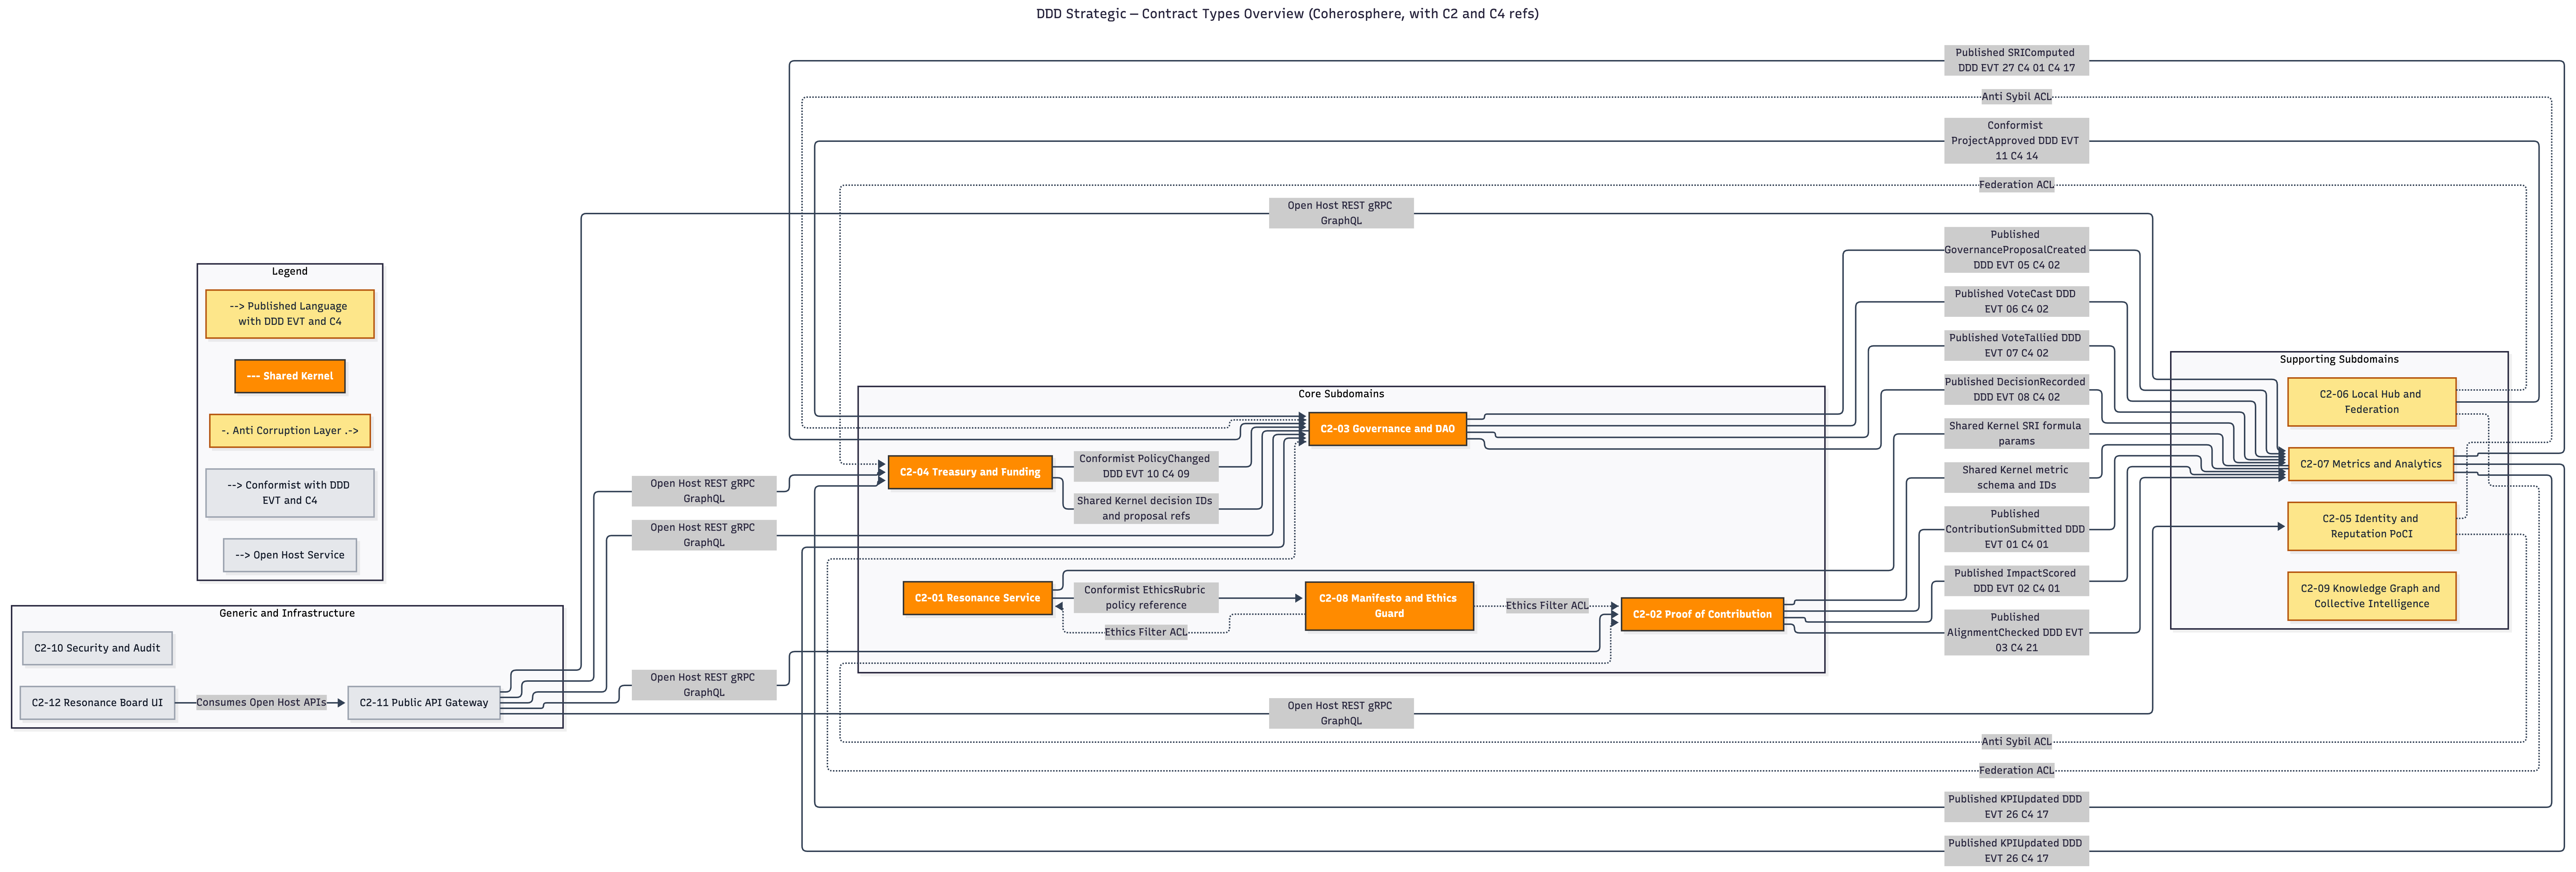 DDD Strategic — Contract Types Overview (Coherosphere, with C2 and C4 refs)
Legend
--> Published Language
with DDD EVT and C4
--- Shared Kernel
-. Anti Corruption Layer .->
--> Conformist with DDD
EVT and C4
--> Open Host Service
Generic and Infrastructure
C2-10 Security and Audit
C2-12 Resonance Board UI
Consumes Open Host APIs
C2-11 Public API Gateway
Open Host REST gRPC
GraphQL
Open Host REST gRPC
GraphQL
Open Host REST gRPC
GraphQL
Open Host REST gRPC
GraphQL
Open Host REST gRPC
GraphQL
Core Subdomains
C2-03 Governance and DAO
C2-04 Treasury and Funding
Conformist PolicyChanged
DDD EVT 10 C4 09
Shared Kernel decision IDs
and proposal refs
C2-01 Resonance Service
Conformist EthicsRubric
policy reference
Ethics Filter ACL
C2-08 Manifesto and Ethics
Guard
Ethics Filter ACL
C2-02 Proof of Contribution
Published SRIComputed
DDD EVT 27 C4 01 C4 17
Anti Sybil ACL
Conformist
ProjectApproved DDD EVT
11 C4 14
Federation ACL
Published
GovernanceProposalCreated
DDD EVT 05 C4 02
Published VoteCast DDD
EVT 06 C4 02
Published VoteTallied DDD
EVT 07 C4 02
Published DecisionRecorded
DDD EVT 08 C4 02
Shared Kernel SRI formula
params
Shared Kernel metric
schema and IDs
Published
ContributionSubmitted DDD
EVT 01 C4 01
Published ImpactScored
DDD EVT 02 C4 01
Published
AlignmentChecked DDD EVT
03 C4 21
Anti Sybil ACL
Federation ACL
Published KPIUpdated DDD
EVT 26 C4 17
Published KPIUpdated DDD
EVT 26 C4 17
Supporting Subdomains
C2-06 Local Hub and
Federation
C2-07 Metrics and Analytics
C2-05 Identity and
Reputation PoCI
C2-09 Knowledge Graph and
Collective Intelligence